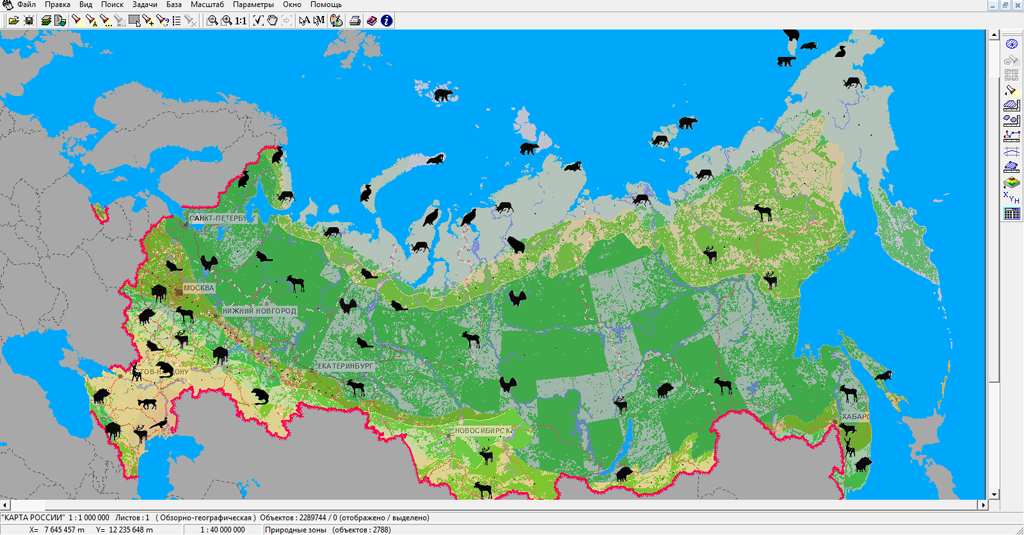 Файл Правка Вид Поиск Задачи База Масштаб Параметры Окно Помощь
1:1
САНКТ-ПЕТЕРБУ
МОСКВА
НИЖНИЙ НОВГОРОД
ЕКАТЕРИНБУРГ
НОВОСИБИРСК
ХАБАР
"КАРТА РОССИИ" 1 : 1 000 000 Листов : 1 ( Обзорно-географическая ) Объектов : 2289744 / 0 (отображено / выделено)
X= 7 645 457 m Y= 12 235 648 m 1 : 40 000 000 Природные зоны (объектов : 2788)